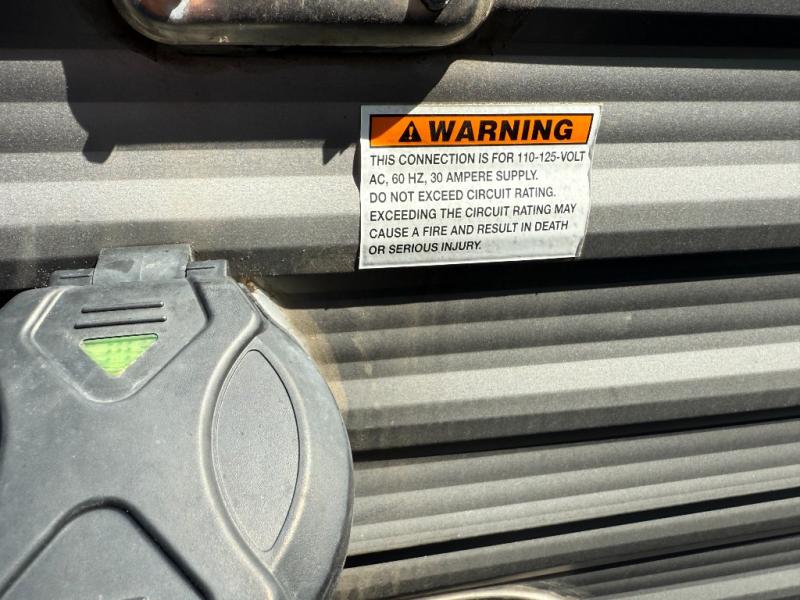 WARNING
THIS CONNECTION IS FOR 110-125-VOLT
AC, 60 HZ, 30 AMPERE SUPPLY.
DO NOT EXCEED CIRCUIT RATING.
EXCEEDING THE CIRCUIT RATING MAY
CAUSE A FIRE AND RESULT IN DEATH
OR SERIOUS INJURY.